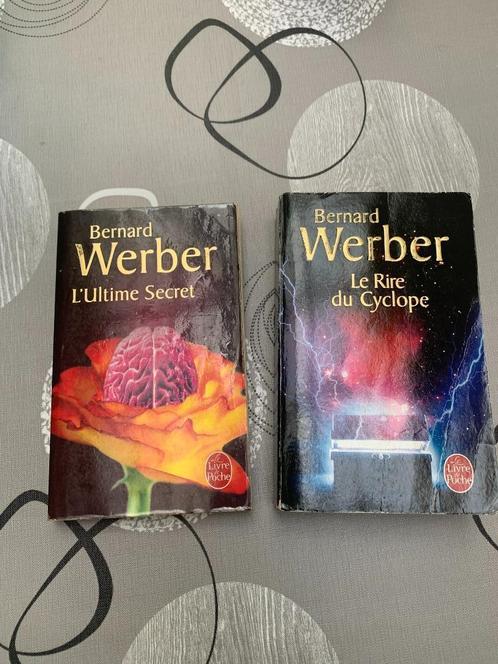 Bernard
Werber
L'Ultime Secret
Le
Livre
de
Poche
Bernard
Werber
Le Rire
du Cyclope
Le
Livre
de
Poche